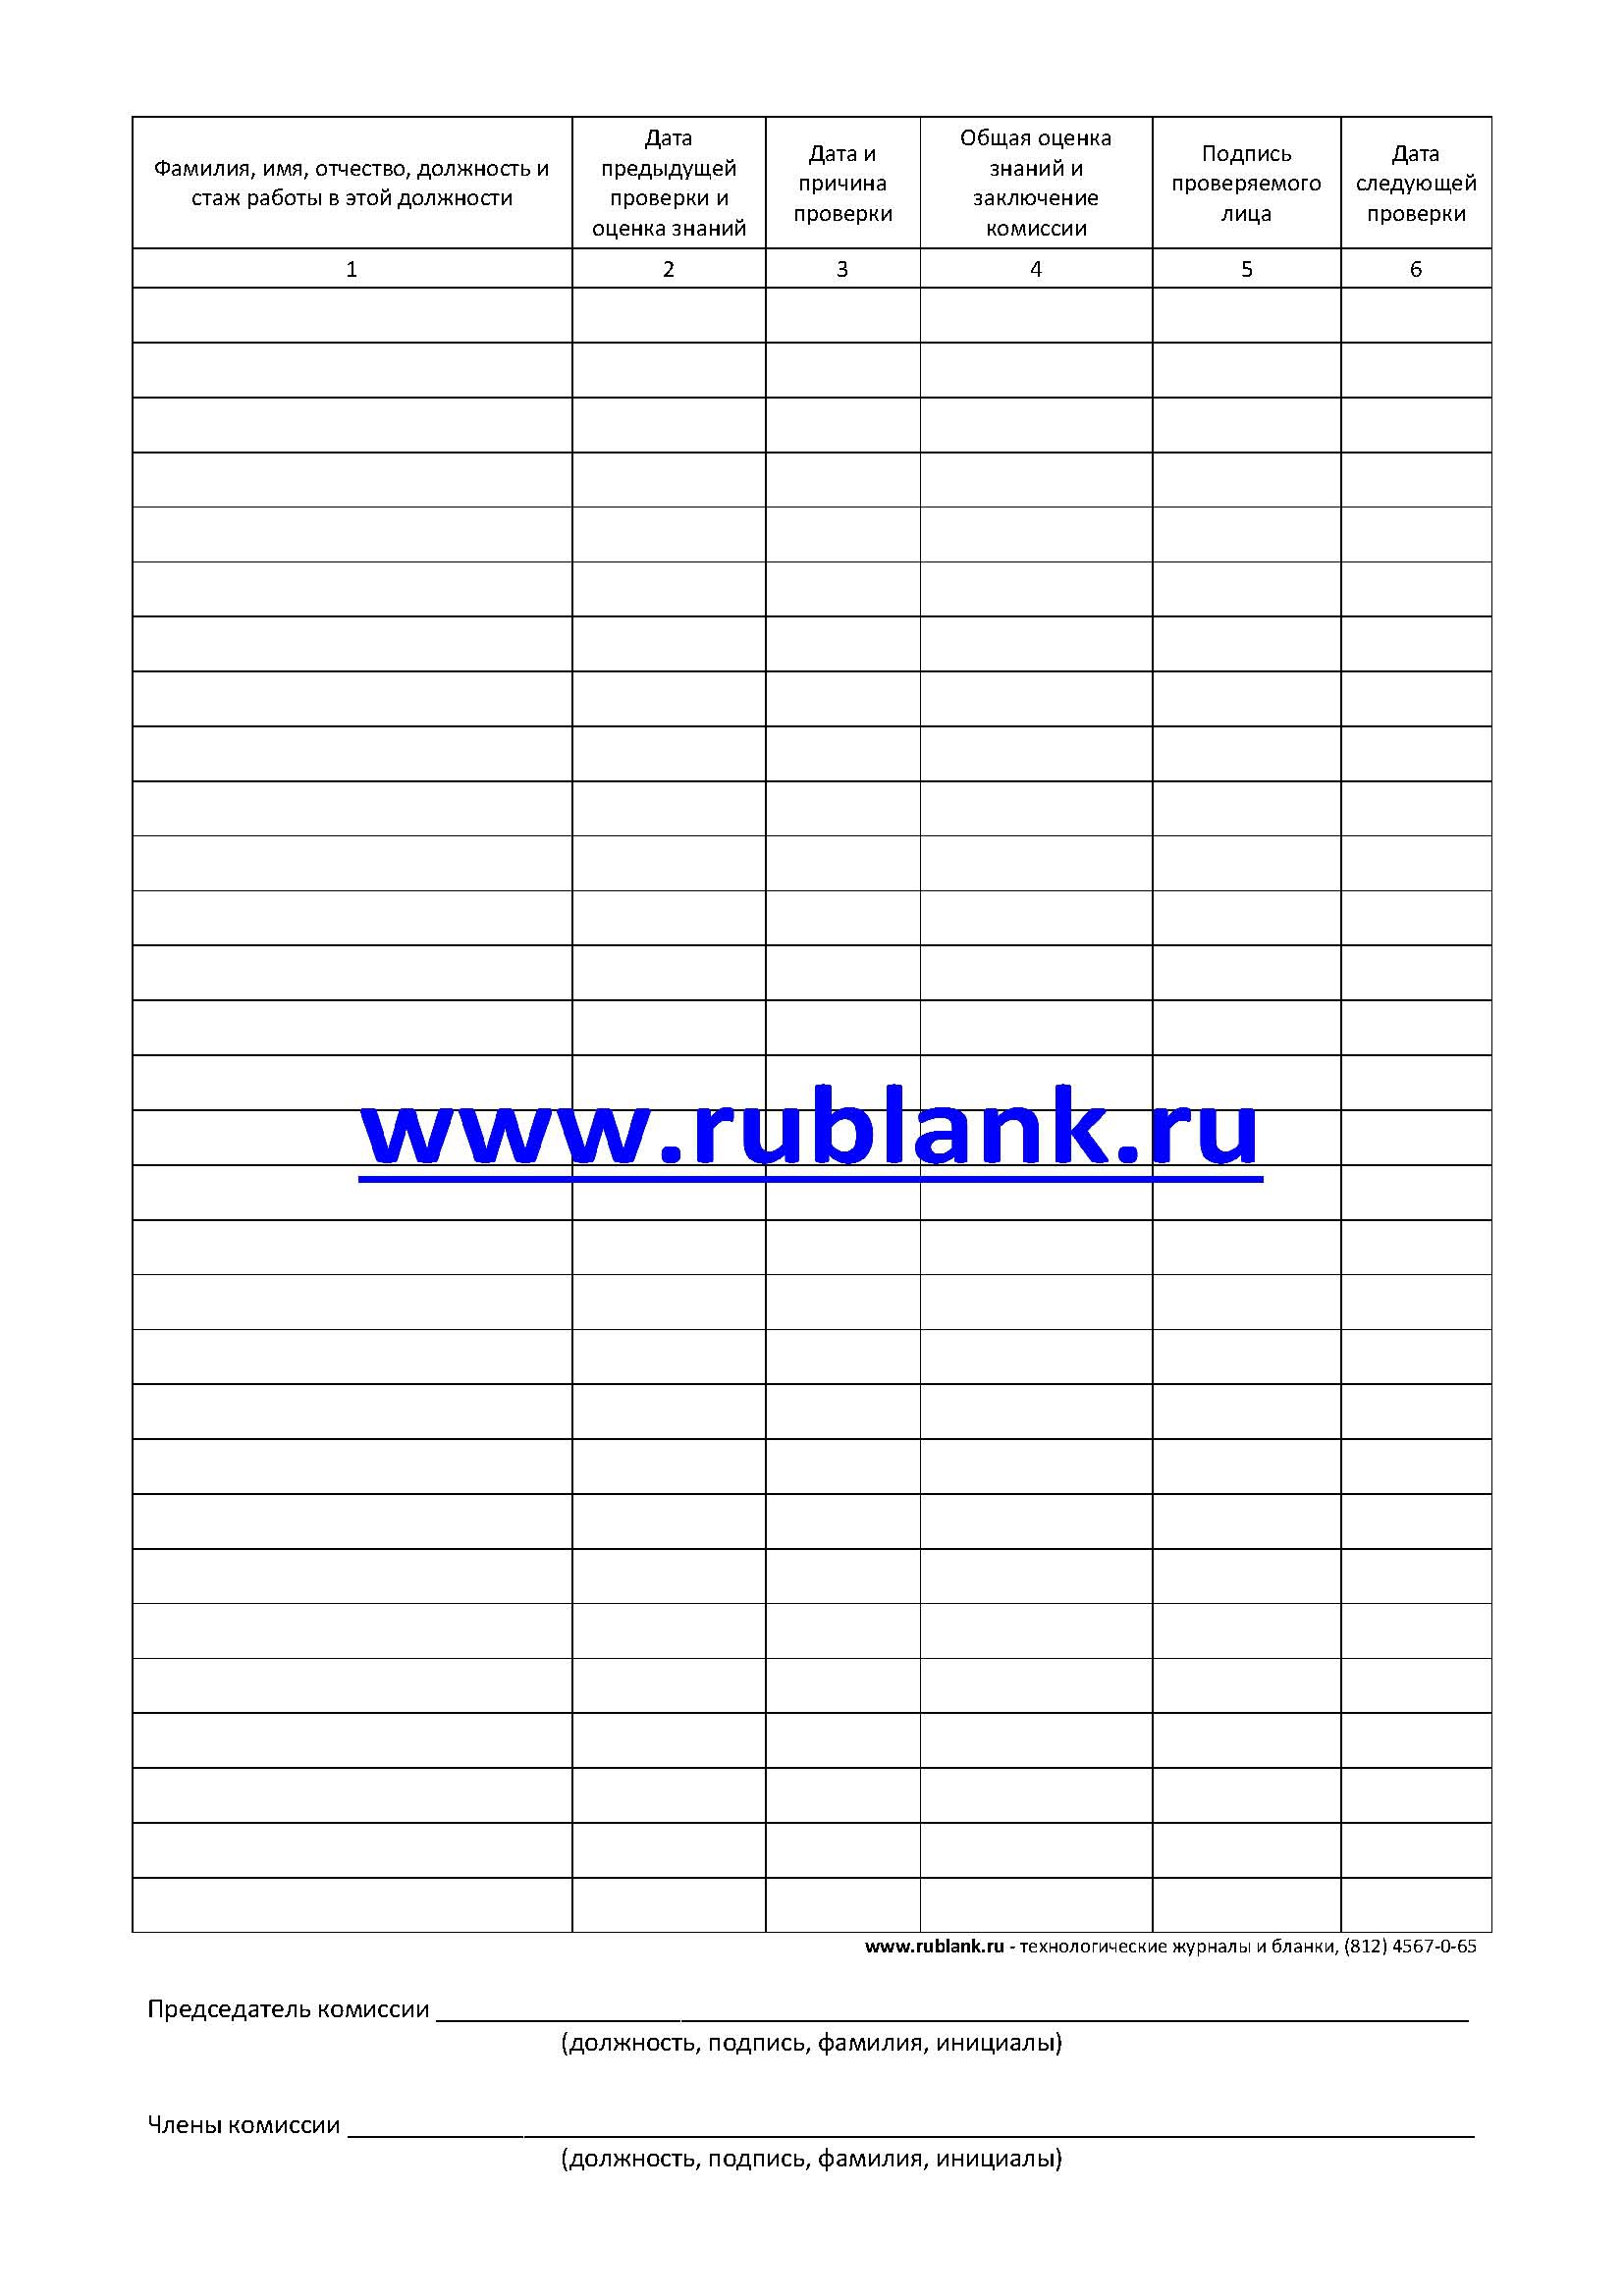 Фамилия, имя, отчество, должность и
стаж работы в этой должности
Дата
предыдущей
проверки и
оценка знаний
Дата и
причина
проверки
Общая оценка
знаний и
заключение
комиссии
Подпись
проверяемого
лица
Дата
следующей
проверки
1 2 3 4 5 6
www.rublank.ru
www.rublank.ru - технологические журналы и бланки, (812) 4567-0-65
Председатель комиссии
(должность, подпись, фамилия, инициалы)
Члены комиссии
(должность, подпись, фамилия, инициалы)